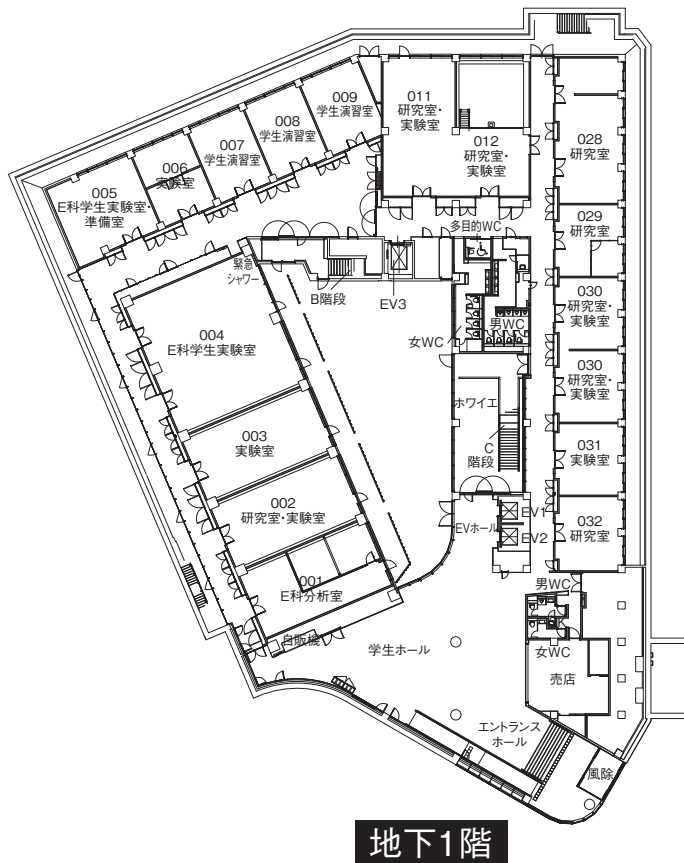 011
研究室・
実験室
009
学生演習室
008
学生演習室
007
学生演習室
006
実験室
005
E科学生実験室・
準備室
012
研究室・
実験室
028
研究室
029
研究室
多目的WC
緊急
シャワー
B階段
EV3
女WC
男WC
030
研究室・
実験室
004
E科学生実験室
030
研究室・
実験室
ホワイエ
C
階段
003
実験室
031
実験室
002
研究室・実験室
EVホール
EV1
EV2
032
研究室
001
E科分析室
男WC
自販機
学生ホール
女WC
売店
エントランス
ホール
風除
地下1階